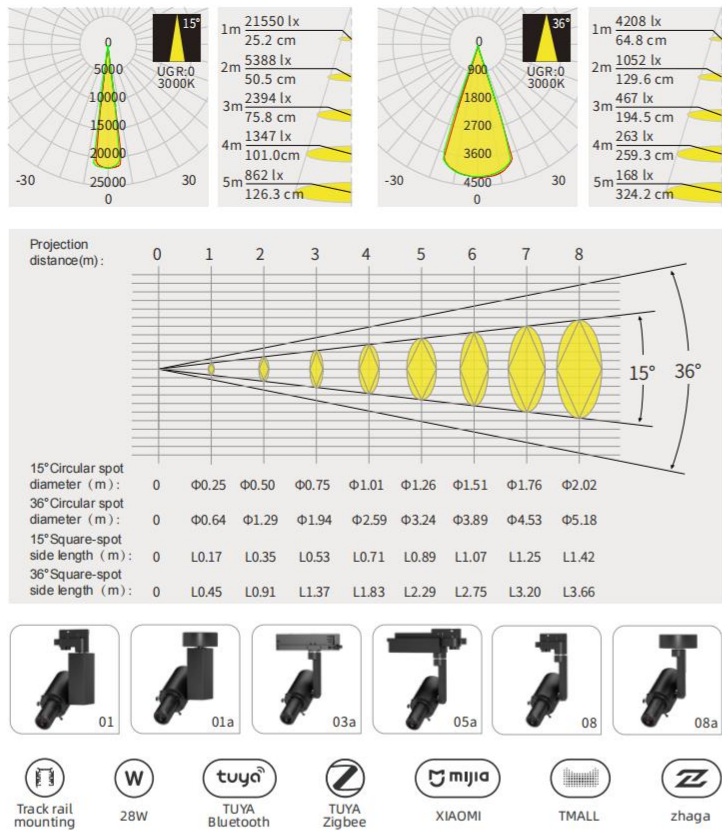 15°
UGR:0
3000K
0
5000
10000
15000
20000
25000
-30
30
0
1m 21550 lx
25.2 cm
2m 5388 lx
50.5 cm
3m 2394 lx
75.8 cm
4m 1347 lx
101.0cm
5m 862 lx
126.3 cm
36°
UGR:0
3000K
0
900
1800
2700
3600
4500
-30
30
0
1m 4208 lx
64.8 cm
2m 1052 lx
129.6 cm
3m 467 lx
194.5 cm
4m 263 lx
259.3 cm
5m 168 lx
324.2 cm
Projection
distance(m): 0 1 2 3 4 5 6 7 8
15° 36°
15°Circular spot
diameter (m): 0 Φ0.25 Φ0.50 Φ0.75 Φ1.01 Φ1.26 Φ1.51 Φ1.76 Φ2.02
36°Circular spot
diameter (m): 0 Φ0.64 Φ1.29 Φ1.94 Φ2.59 Φ3.24 Φ3.89 Φ4.53 Φ5.18
15°Square-spot
side length (m): 0 L0.17 L0.35 L0.53 L0.71 L0.89 L1.07 L1.25 L1.42
36°Square-spot
side length (m): 0 L0.45 L0.91 L1.37 L1.83 L2.29 L2.75 L3.20 L3.66
01
01a
03a
05a
08
08a
W
tuya
mijia
Track rail
mounting
28W
TUYA
Bluetooth
TUYA
Zigbee
XIAOMI
TMALL
zhaga